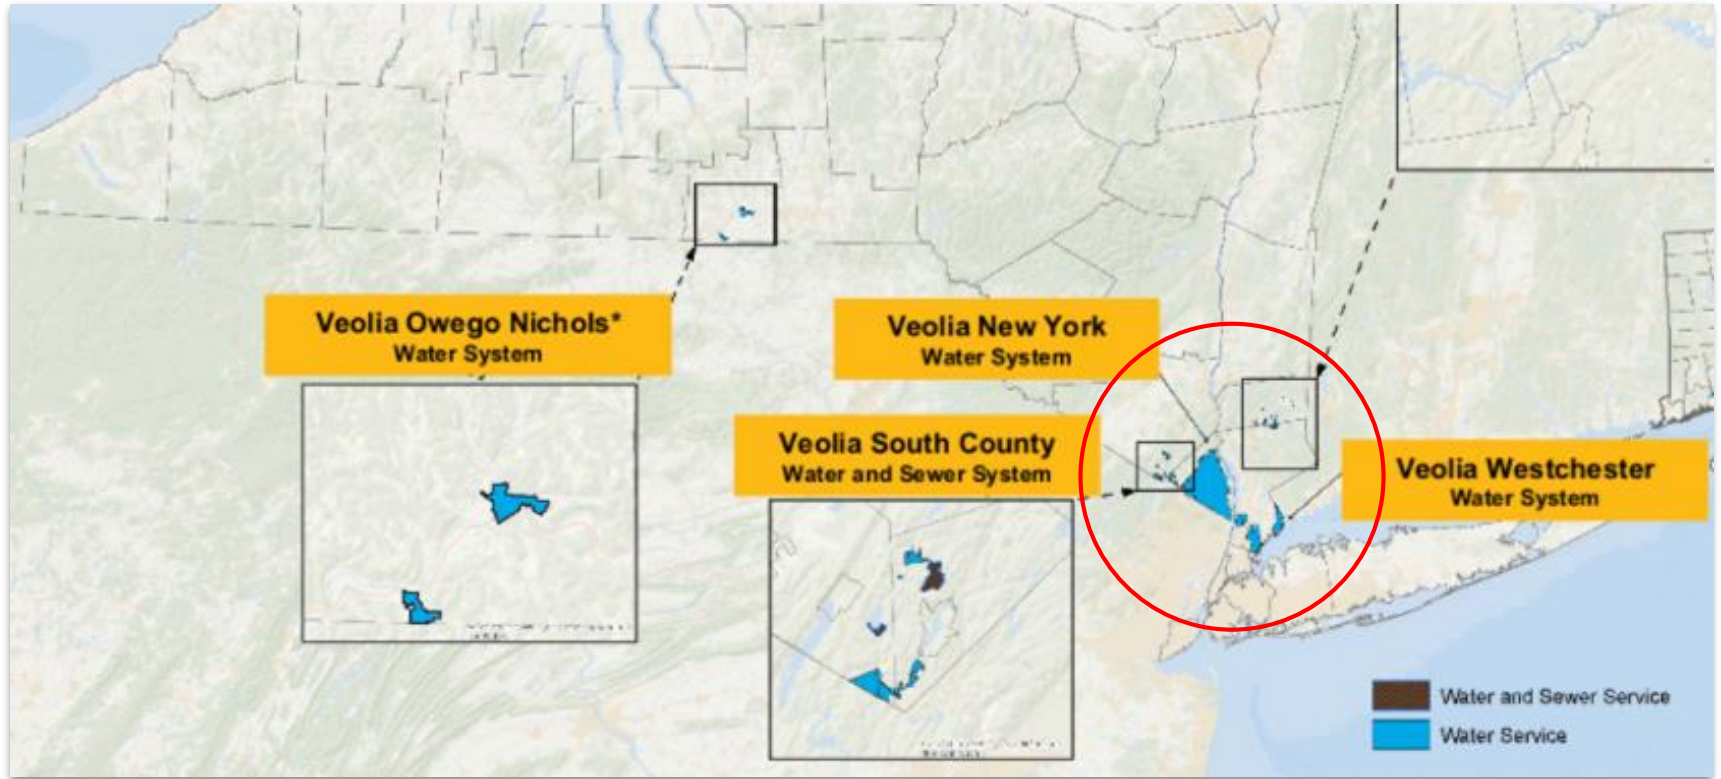 Veolia Owego Nichols*
Water System
Veolia New York
Water System
Veolia South County
Water and Sewer System
Veolia Westchester
Water System
Water and Sewer Service
Water Service